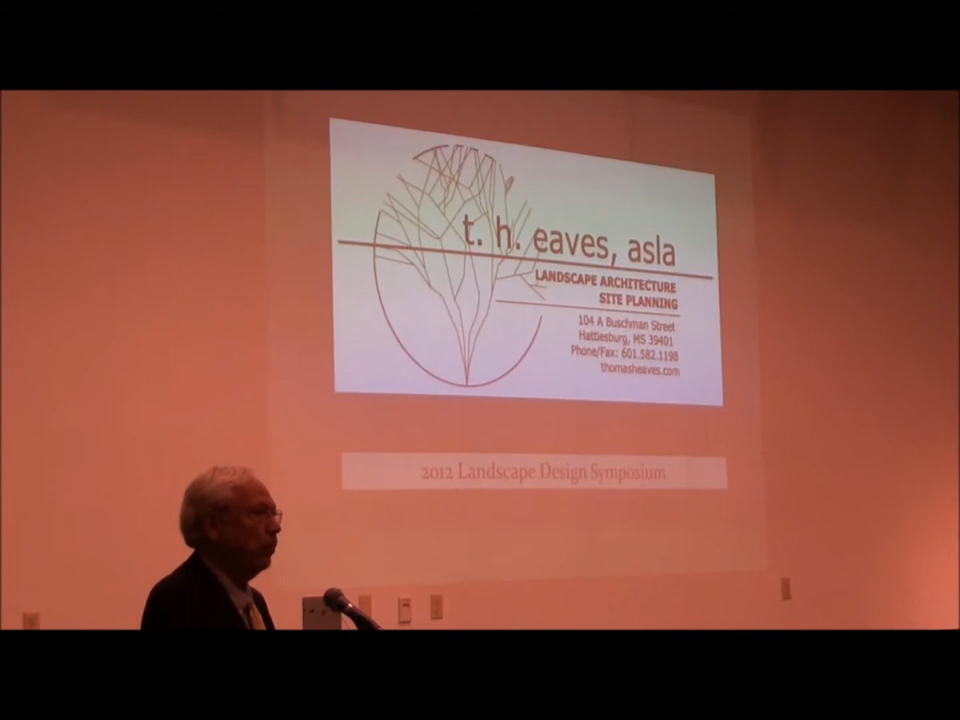 t. h. eaves, asla
LANDSCAPE ARCHITECTURE
SITE PLANNING
104 A Buschman Street
Hattiesburg, MS 39401
Phone/Fax: 601.582.1198
thomasheaves.com
2012 Landscape Design Symposium